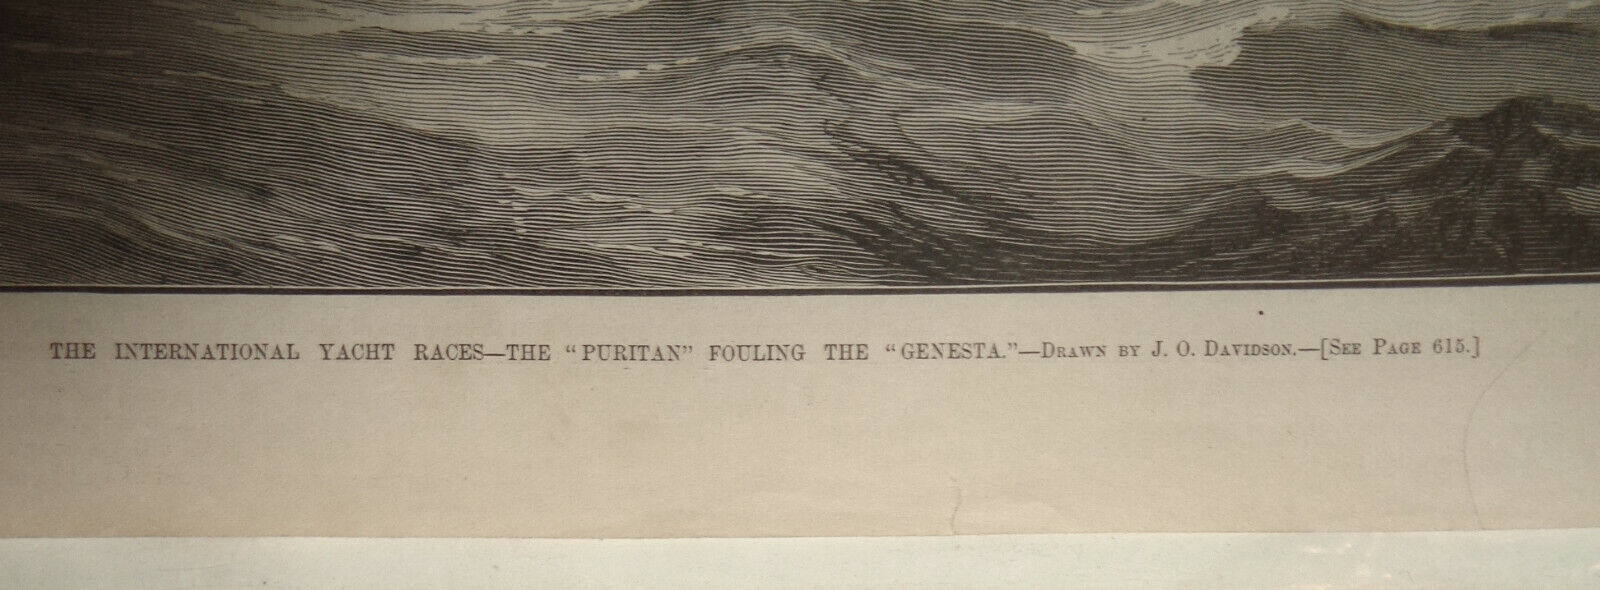 THE INTERNATIONAL YACHT RACES—THE "PURITAN" FOULING THE "GENESTA."—Drawn by J. O. Davidson.—[See Page 615.]